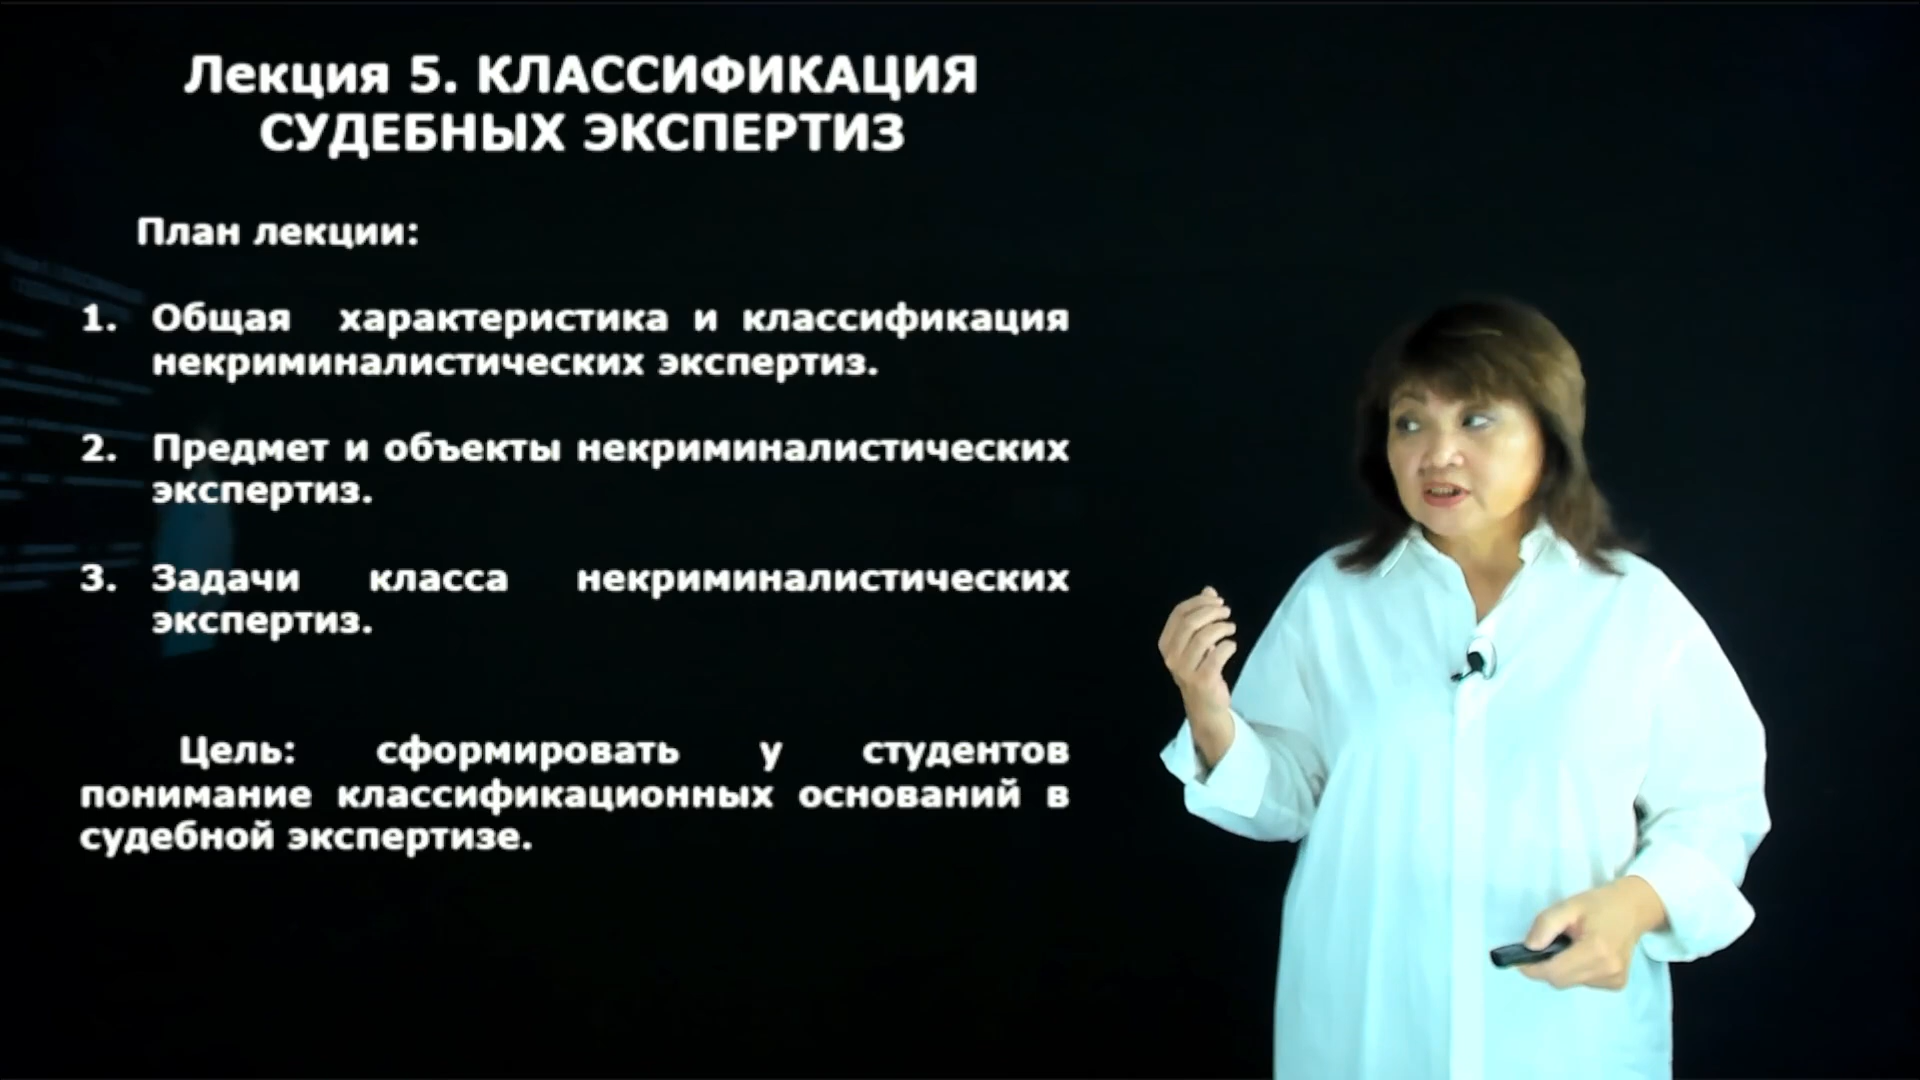 Лекция 5. КЛАССИФИКАЦИЯ
СУДЕБНЫХ ЭКСПЕРТИЗ
План лекции:
1. Общая характеристика и классификация
некриминалистических экспертиз.
2. Предмет и объекты некриминалистических
экспертиз.
3. Задачи класса некриминалистических
экспертиз.
Цель: сформировать у студентов
понимание классификационных оснований в
судебной экспертизе.